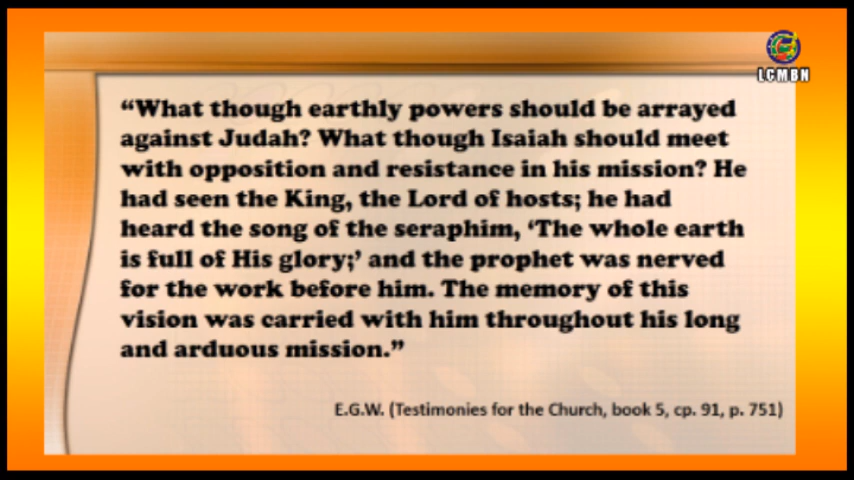 LCMBN
“What though earthly powers should be arrayed
against Judah? What though Isaiah should meet
with opposition and resistance in his mission? He
had seen the King, the Lord of hosts; he had
heard the song of the seraphim, ‘The whole earth
is full of His glory;’ and the prophet was nerved
for the work before him. The memory of this
vision was carried with him throughout his long
and arduous mission.”
E.G.W. (Testimonies for the Church, book 5, cp. 91, p. 751)